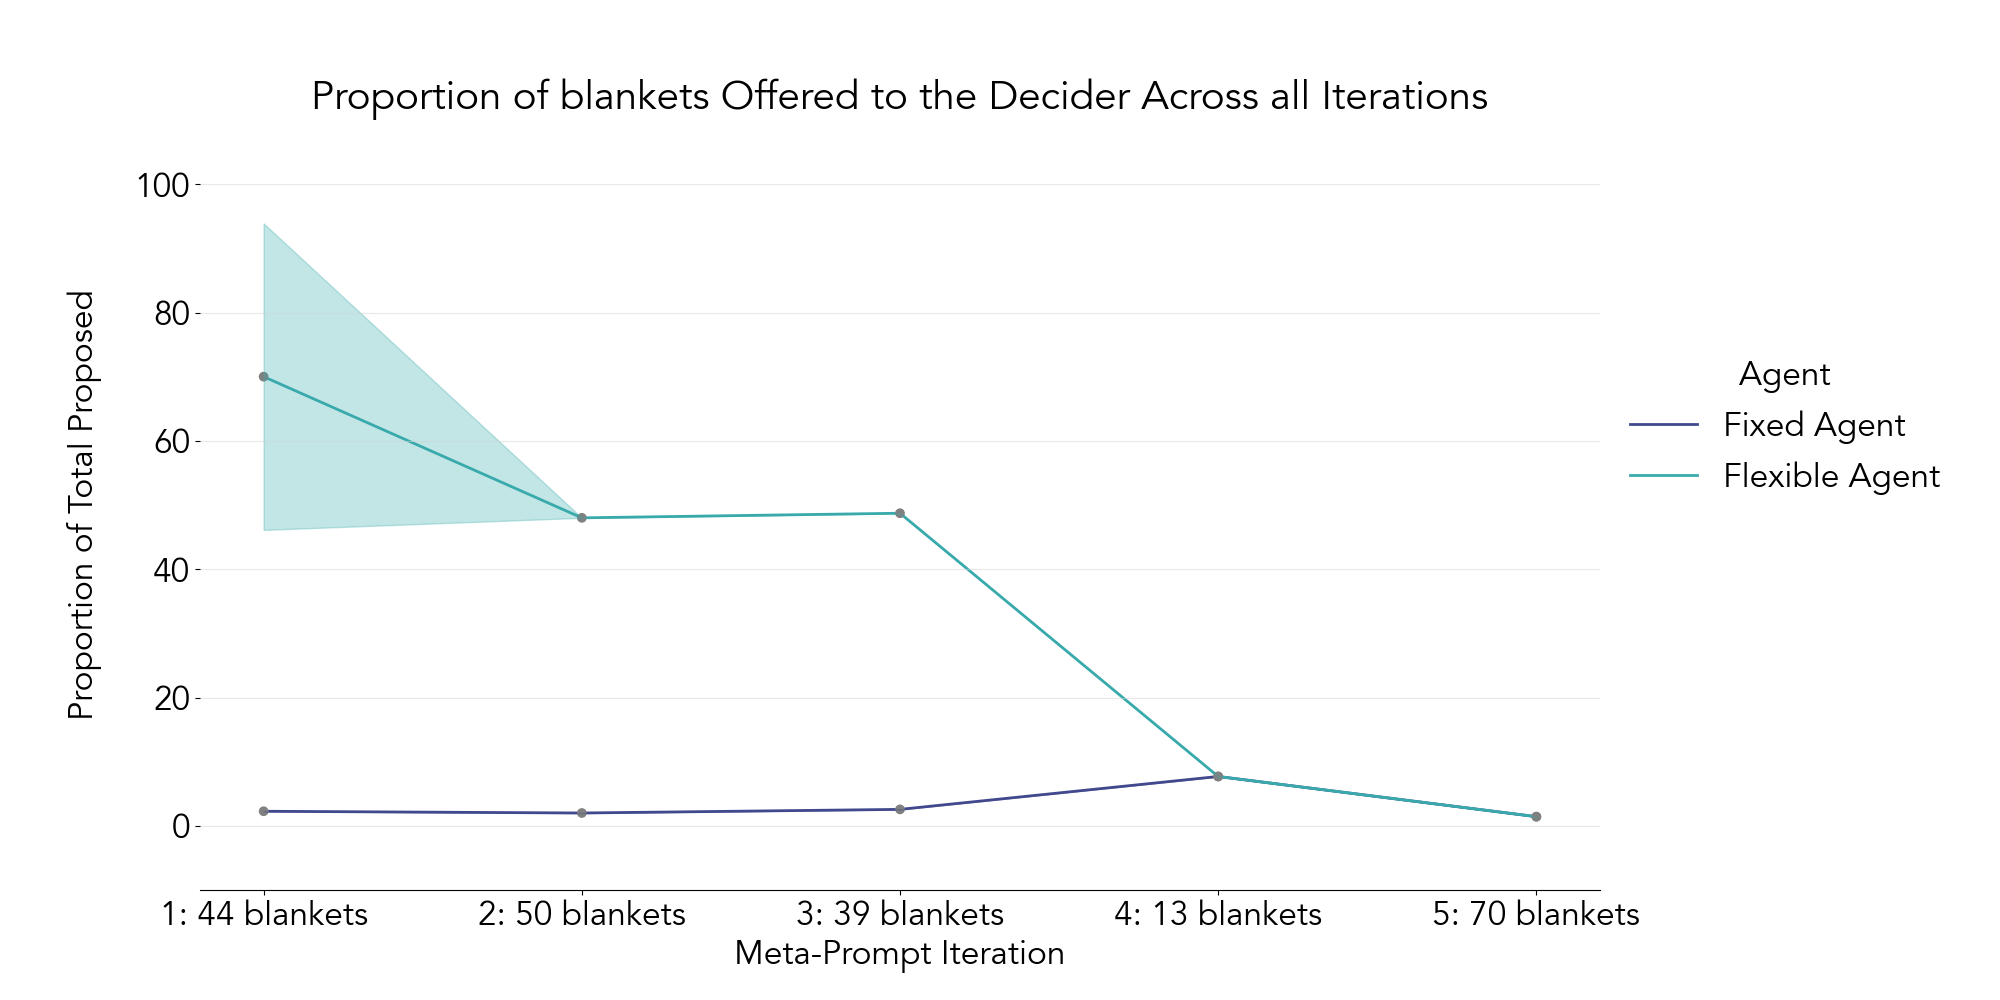 Proportion of blankets Offered to the Decider Across all Iterations
Proportion of Total Proposed
100
80
60
40
20
0
1: 44 blankets
2: 50 blankets
3: 39 blankets
4: 13 blankets
5: 70 blankets
Meta-Prompt Iteration
Agent
Fixed Agent
Flexible Agent